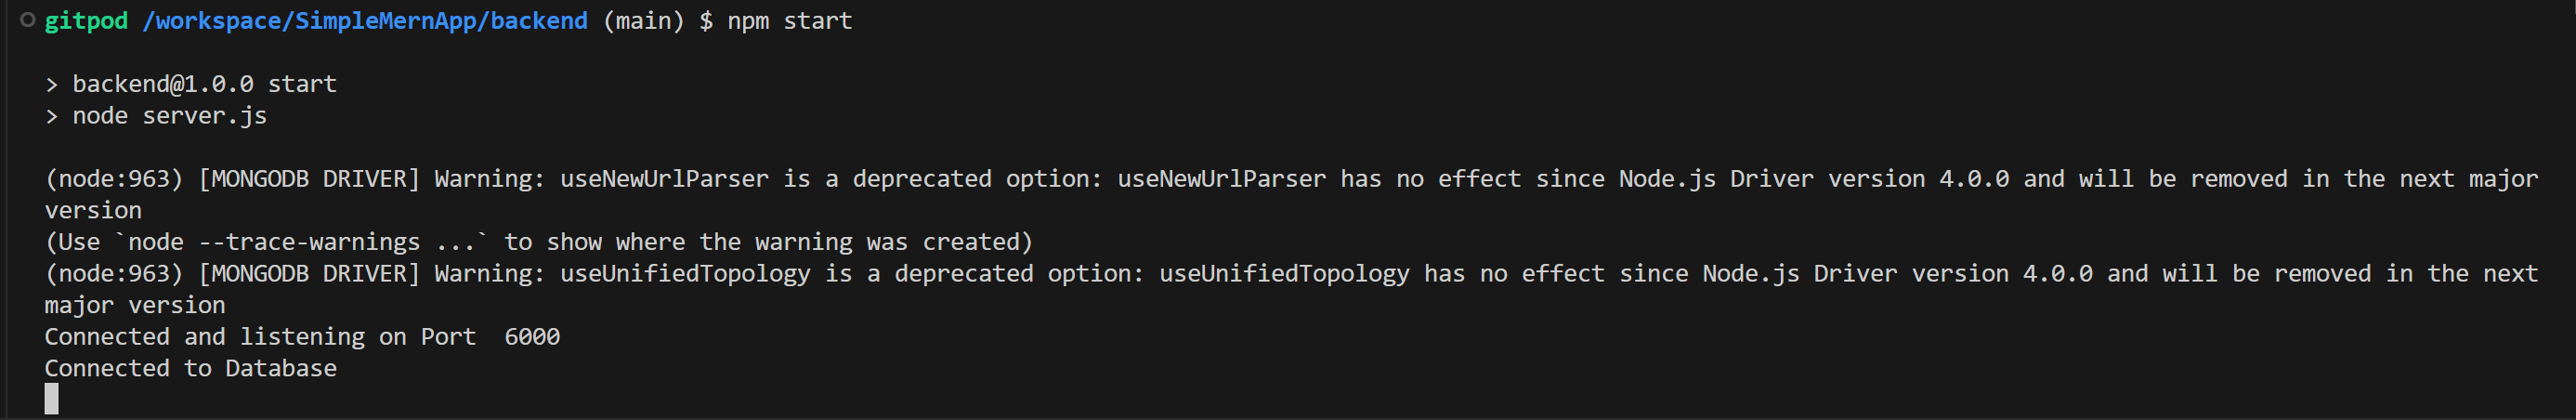 gitpod /workspace/SimpleMernApp/backend (main) $ npm start
> backend@1.0.0 start
> node server.js
(node:963) [MONGODB DRIVER] Warning: useNewUrlParser is a deprecated option: useNewUrlParser has no effect since Node.js Driver version 4.0.0 and will be removed in the next major
version
(Use `node --trace-warnings ...` to show where the warning was created)
(node:963) [MONGODB DRIVER] Warning: useUnifiedTopology is a deprecated option: useUnifiedTopology has no effect since Node.js Driver version 4.0.0 and will be removed in the next
major version
Connected and listening on Port  6000
Connected to Database